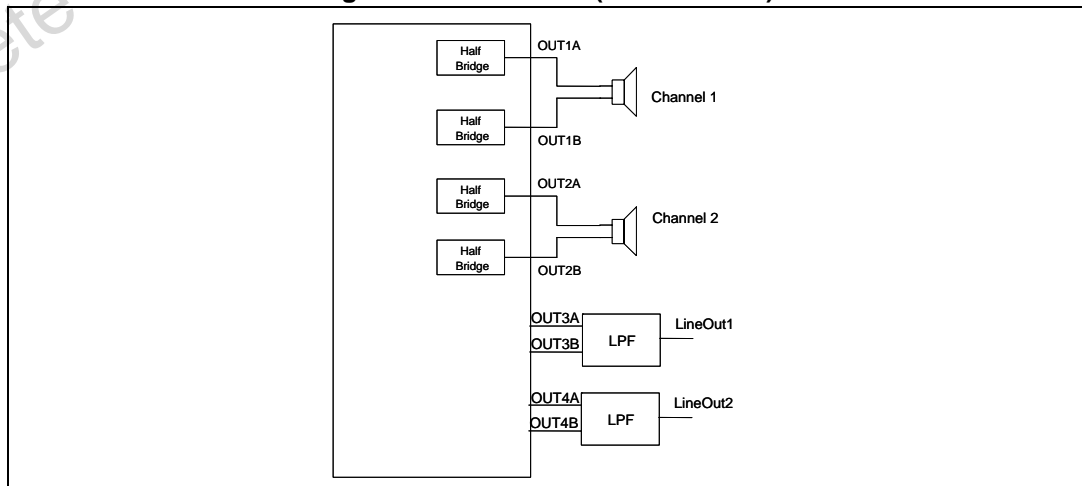 Half
Bridge
OUT1A
Channel 1
Half
Bridge
OUT1B
Half
Bridge
OUT2A
Channel 2
Half
Bridge
OUT2B
OUT3A
LPF
LineOut1
OUT3B
OUT4A
LPF
LineOut2
OUT4B